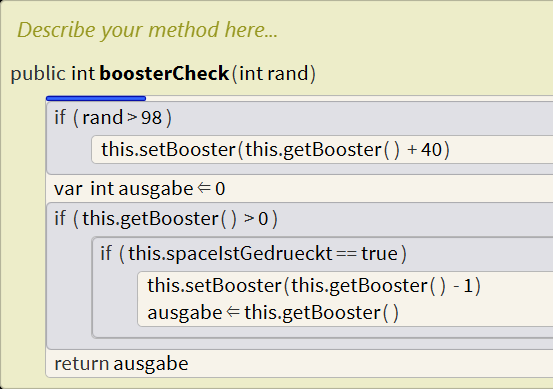 Describe your method here...
public int boosterCheck(int rand)
if (rand > 98)
this.setBooster(this.getBooster() + 40)
var int ausgabe ⇐ 0
if (this.getBooster() > 0)
if (this.spaceIstGedrueckt == true)
this.setBooster(this.getBooster() - 1)
ausgabe ⇐ this.getBooster()
return ausgabe